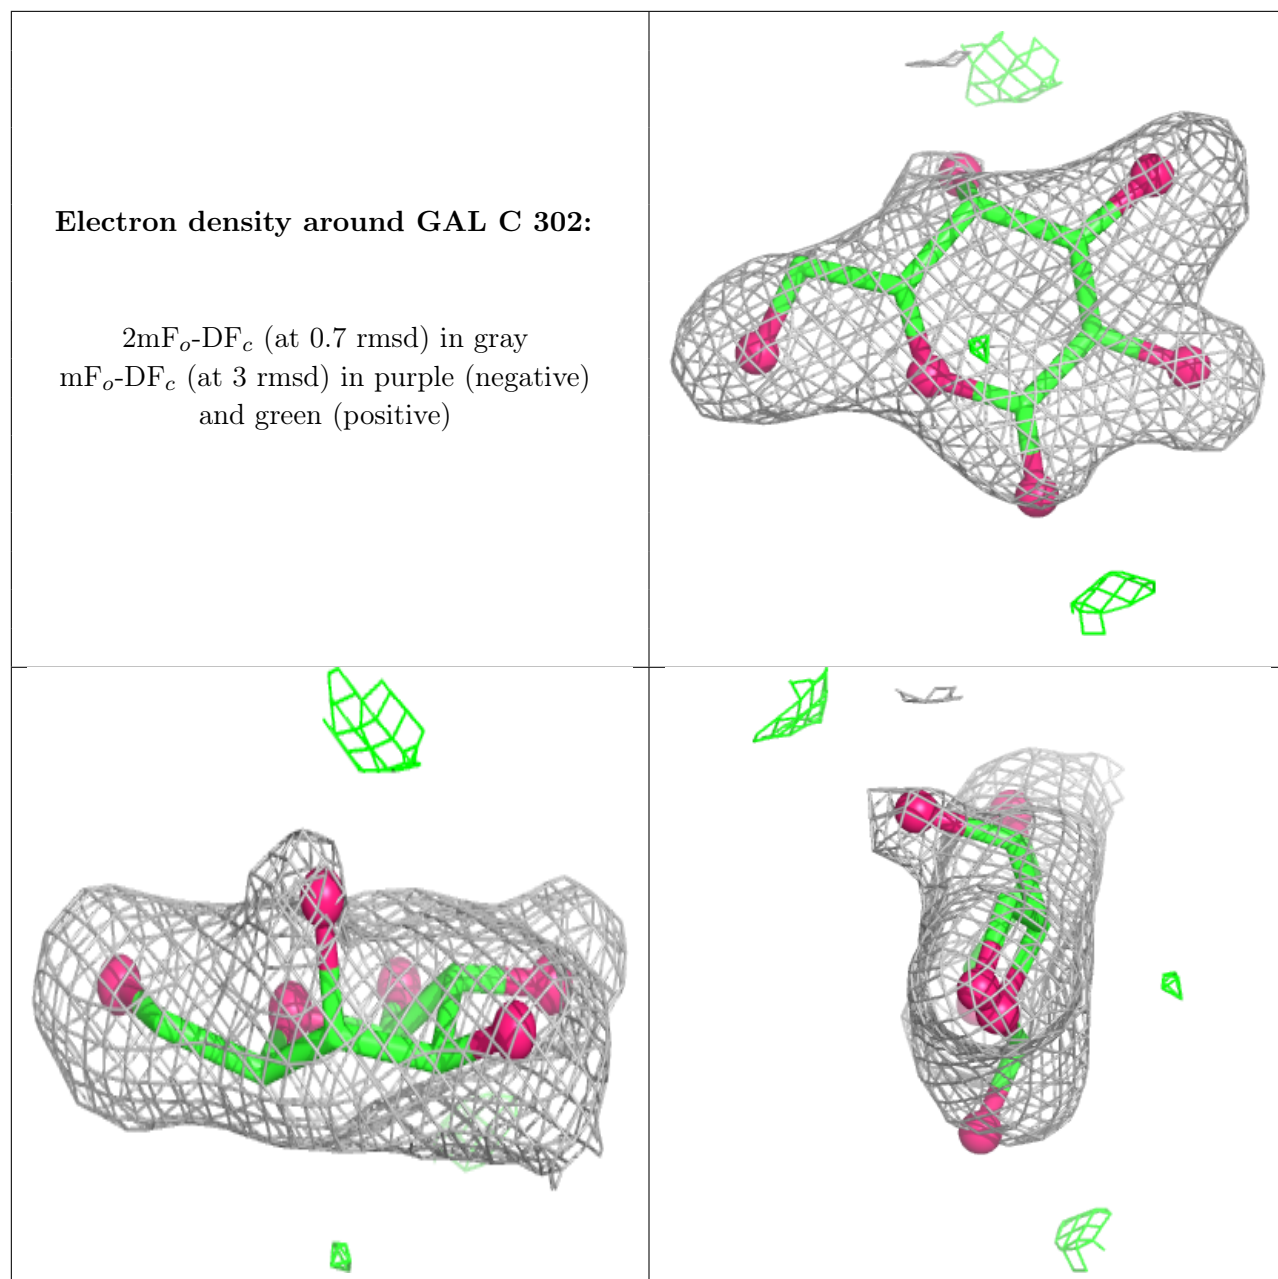 Electron density around GAL C 302:
2mFo-DFc (at 0.7 rmsd) in gray
mFo-DFc (at 3 rmsd) in purple (negative)
and green (positive)